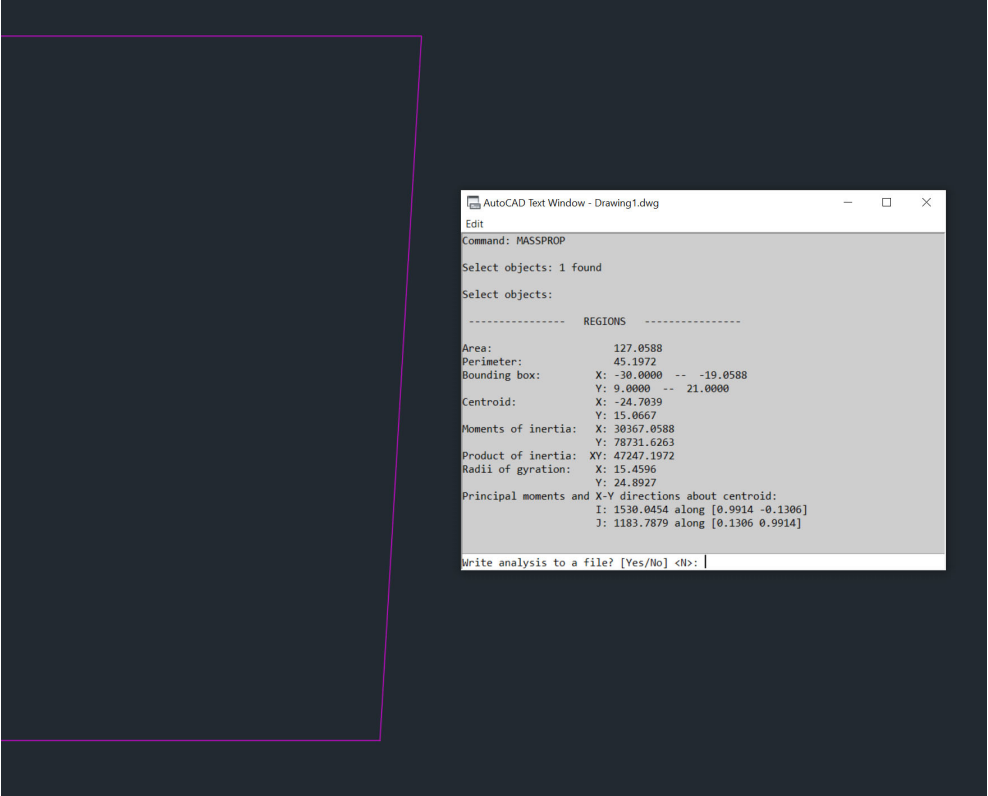 AutoCAD Text Window - Drawing1.dwg
Edit
Command: MASSPROP
Select objects: 1 found
Select objects:
--------------- REGIONS ---------------
Area: 127.0588
Perimeter: 45.1972
Bounding box: X: -30.0000 -- -19.0588
Y: 9.0000 -- 21.0000
Centroid: X: -24.7039
Y: 15.0667
Moments of inertia: X: 30367.0588
Y: 78731.6263
Product of inertia: XY: 47247.1972
Radii of gyration: X: 15.4596
Y: 24.8927
Principal moments and X-Y directions about centroid:
I: 1530.0454 along [0.9914 -0.1306]
J: 1183.7879 along [0.1306 0.9914]
Write analysis to a file? [Yes/No] <N>: